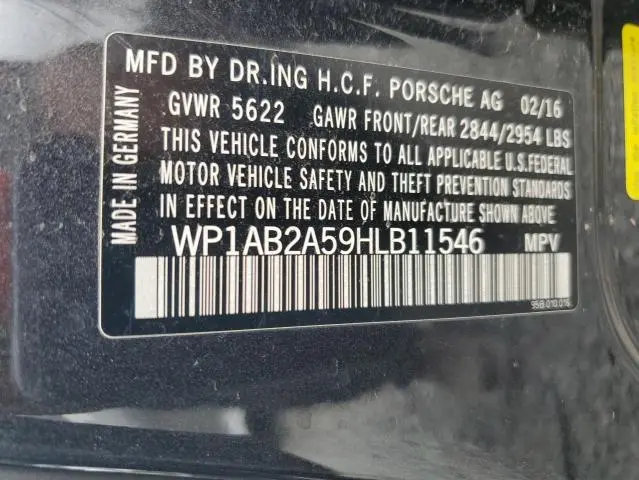 MFD BY DR.ING H.C.F. PORSCHE AG 02/16
GVWR 5622 GAWR FRONT/REAR 2844/2954 LBS
THIS VEHICLE CONFORMS TO ALL APPLICABLE U.S.FEDERAL
MOTOR VEHICLE SAFETY AND THEFT PREVENTION STANDARDS
IN EFFECT ON THE DATE OF MANUFACTURE SHOWN ABOVE
WP1AB2A59HLB11546 MPV
MADE IN GERMANY